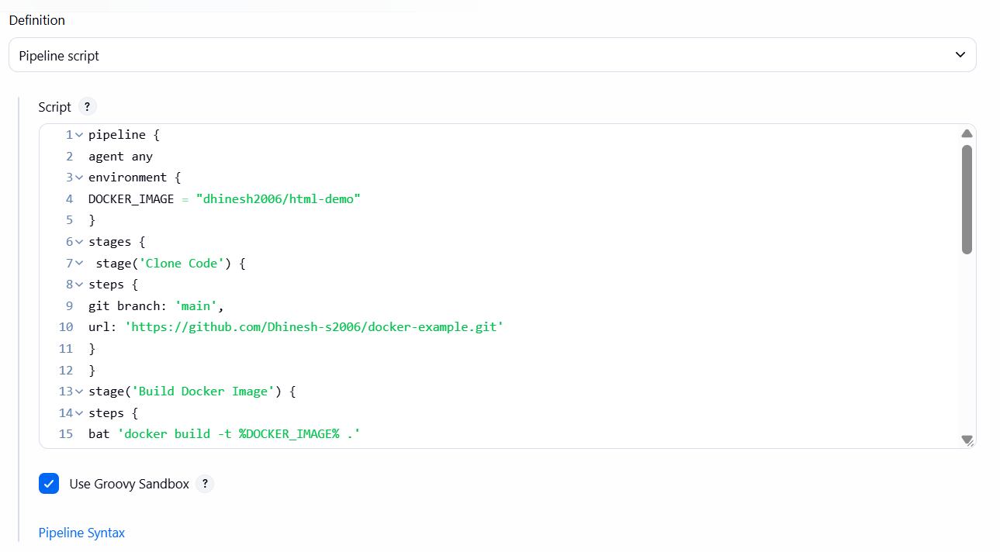 Definition
Pipeline script
Script ?
1 pipeline {
2 agent any
3 environment {
4 DOCKER_IMAGE = "dhinesh2006/html-demo"
5 }
6 stages {
7 stage('Clone Code') {
8 steps {
9 git branch: 'main',
10 url: 'https://github.com/Dhinesh-s2006/docker-example.git'
11 }
12 }
13 stage('Build Docker Image') {
14 steps {
15 bat 'docker build -t %DOCKER_IMAGE% .'
Use Groovy Sandbox ?
Pipeline Syntax